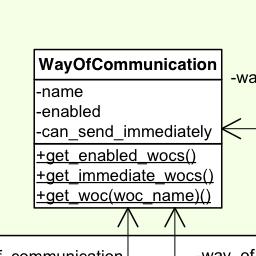 WayOfCommunication
-name
-enabled
-can_send_immediately
+get_enabled_wocs()
+get_immediate_wocs()
+get_woc(woc_name)()